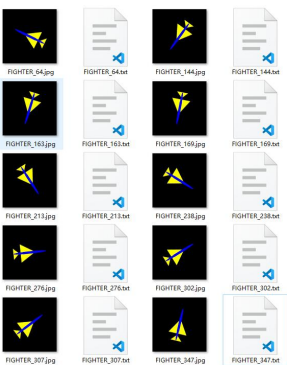 FIGHTER_64.jpg FIGHTER_64.txt FIGHTER_144.jpg FIGHTER_144.txt
FIGHTER_163.jpg FIGHTER_163.txt FIGHTER_169.jpg FIGHTER_169.txt
FIGHTER_213.jpg FIGHTER_213.txt FIGHTER_238.jpg FIGHTER_238.txt
FIGHTER_276.jpg FIGHTER_276.txt FIGHTER_302.jpg FIGHTER_302.txt
FIGHTER_307.jpg FIGHTER_307.txt FIGHTER_347.jpg FIGHTER_347.txt